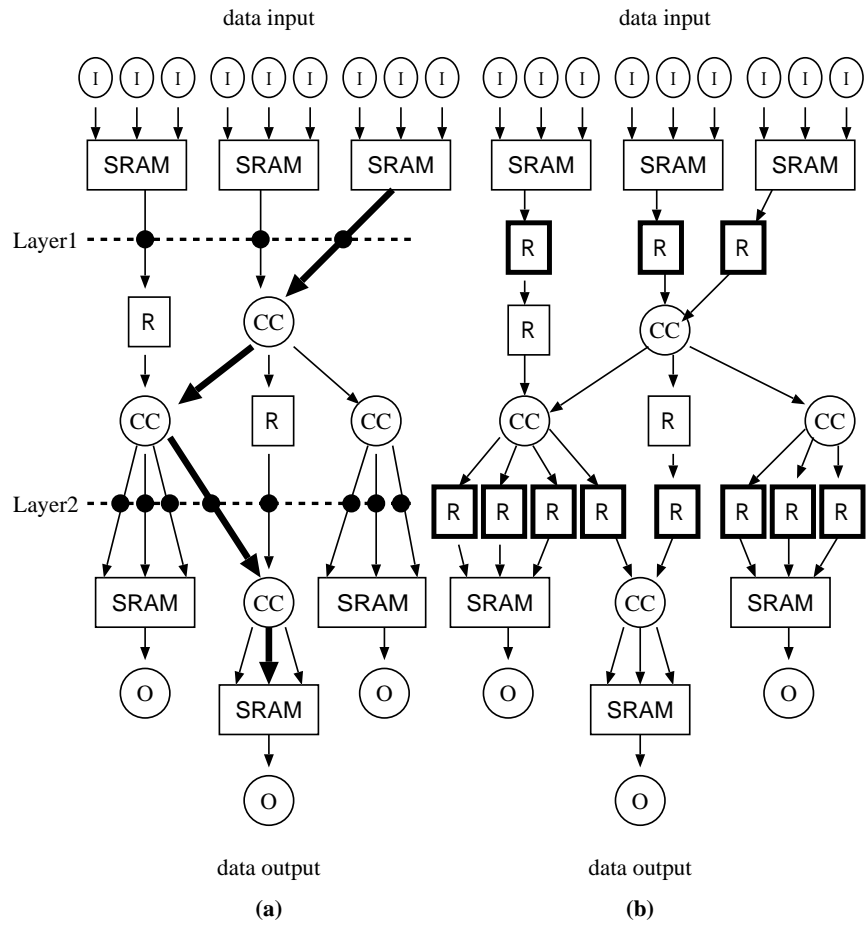 data input data input
I I I I I I I I I I I I I I I I I I
SRAM SRAM SRAM SRAM SRAM SRAM
Layer1
R R R
R CC R CC
CC R CC CC R CC
Layer2
R R R R R R R R
SRAM CC SRAM SRAM CC SRAM
O SRAM O O SRAM O
O O
data output data output
(a) (b)